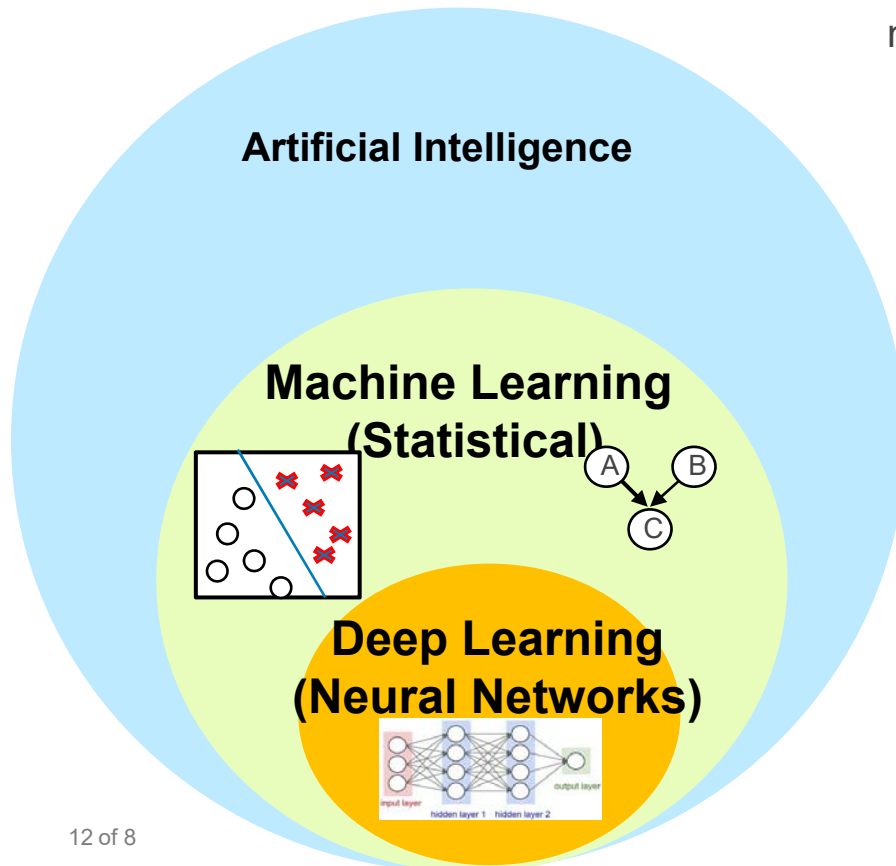 r
Artificial Intelligence
Machine Learning
(Statistical)
A B
C
Deep Learning
(Neural Networks)
input layer
hidden layer 1 hidden layer 2
output layer
12 of 8